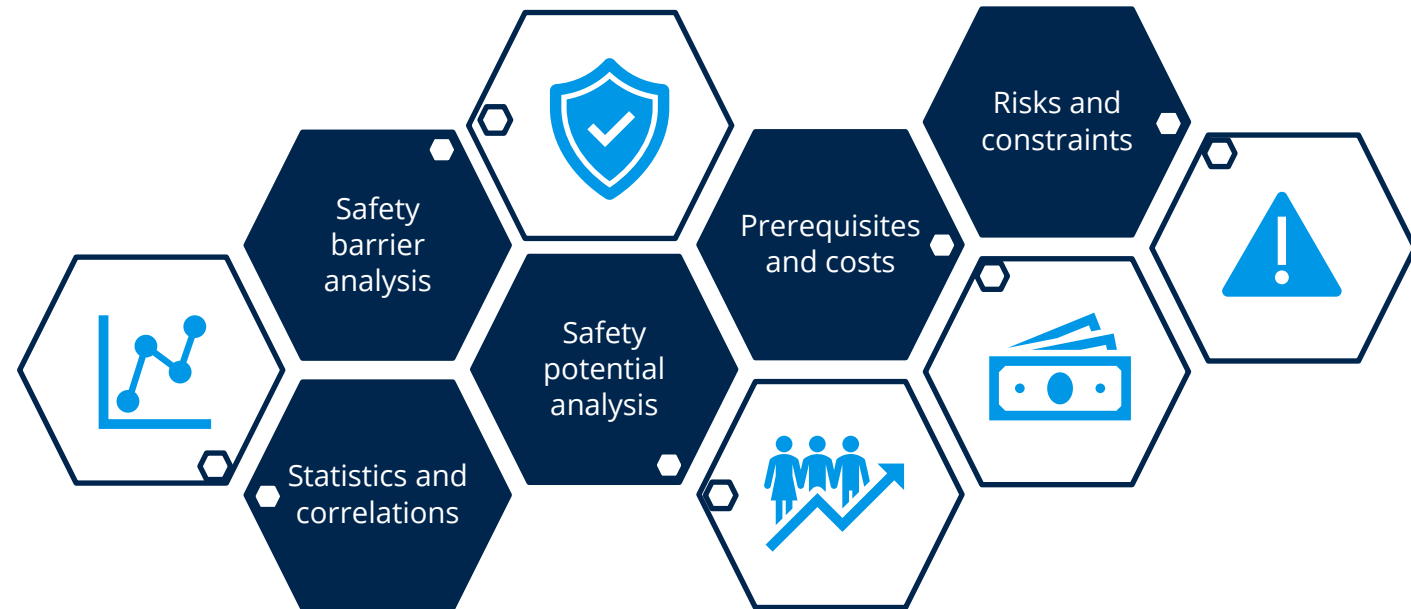 Safety
barrier
analysis
Statistics and
correlations
Safety
potential
analysis
Prerequisites
and costs
Risks and
constraints